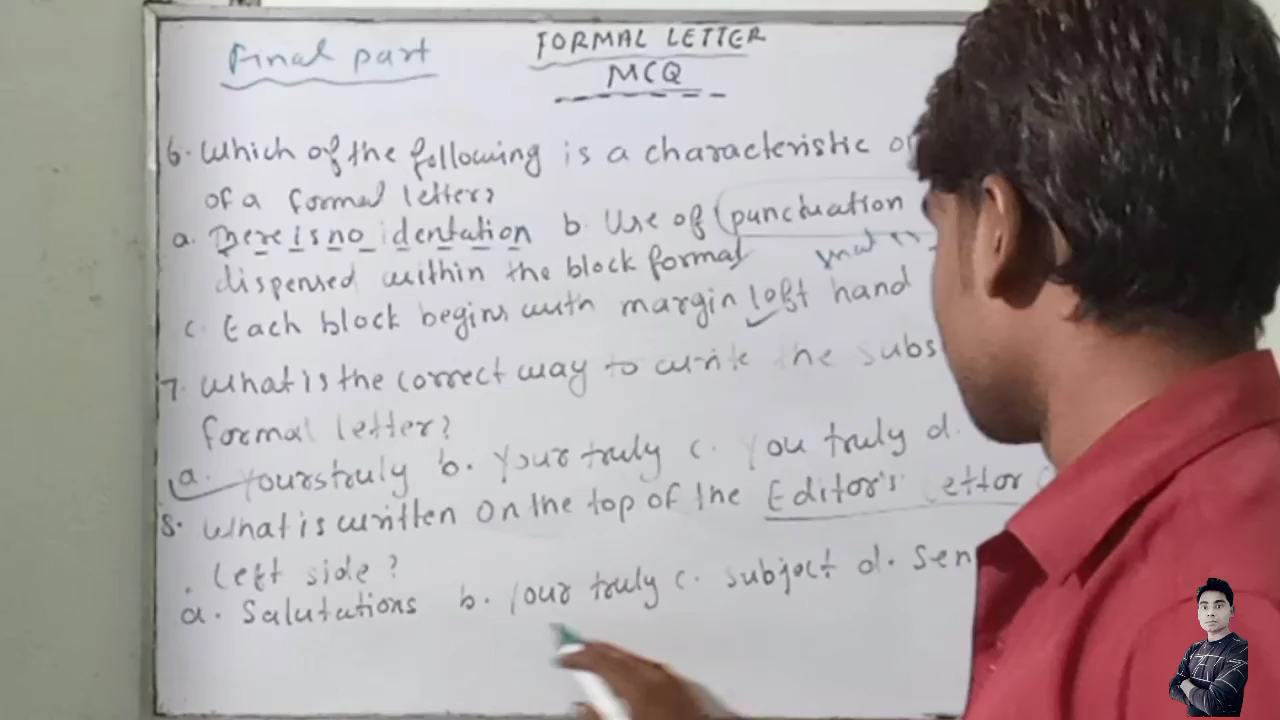 Final part
FORMAL LETTER
MCQ
6. Which of the following is a characteristic
of a formal letter?
a. There is no identation b. Use of (punctuation
dispensed within the block format
c. Each block begins with margin left hand
7. What is the correct way to write the subs
formal letter?
a. Yours truly b. Your truly c. You truly d.
8. What is written on the top of the Editor's Letter
Left side?
a. Salutations b. Your truly c. subject d. Sen